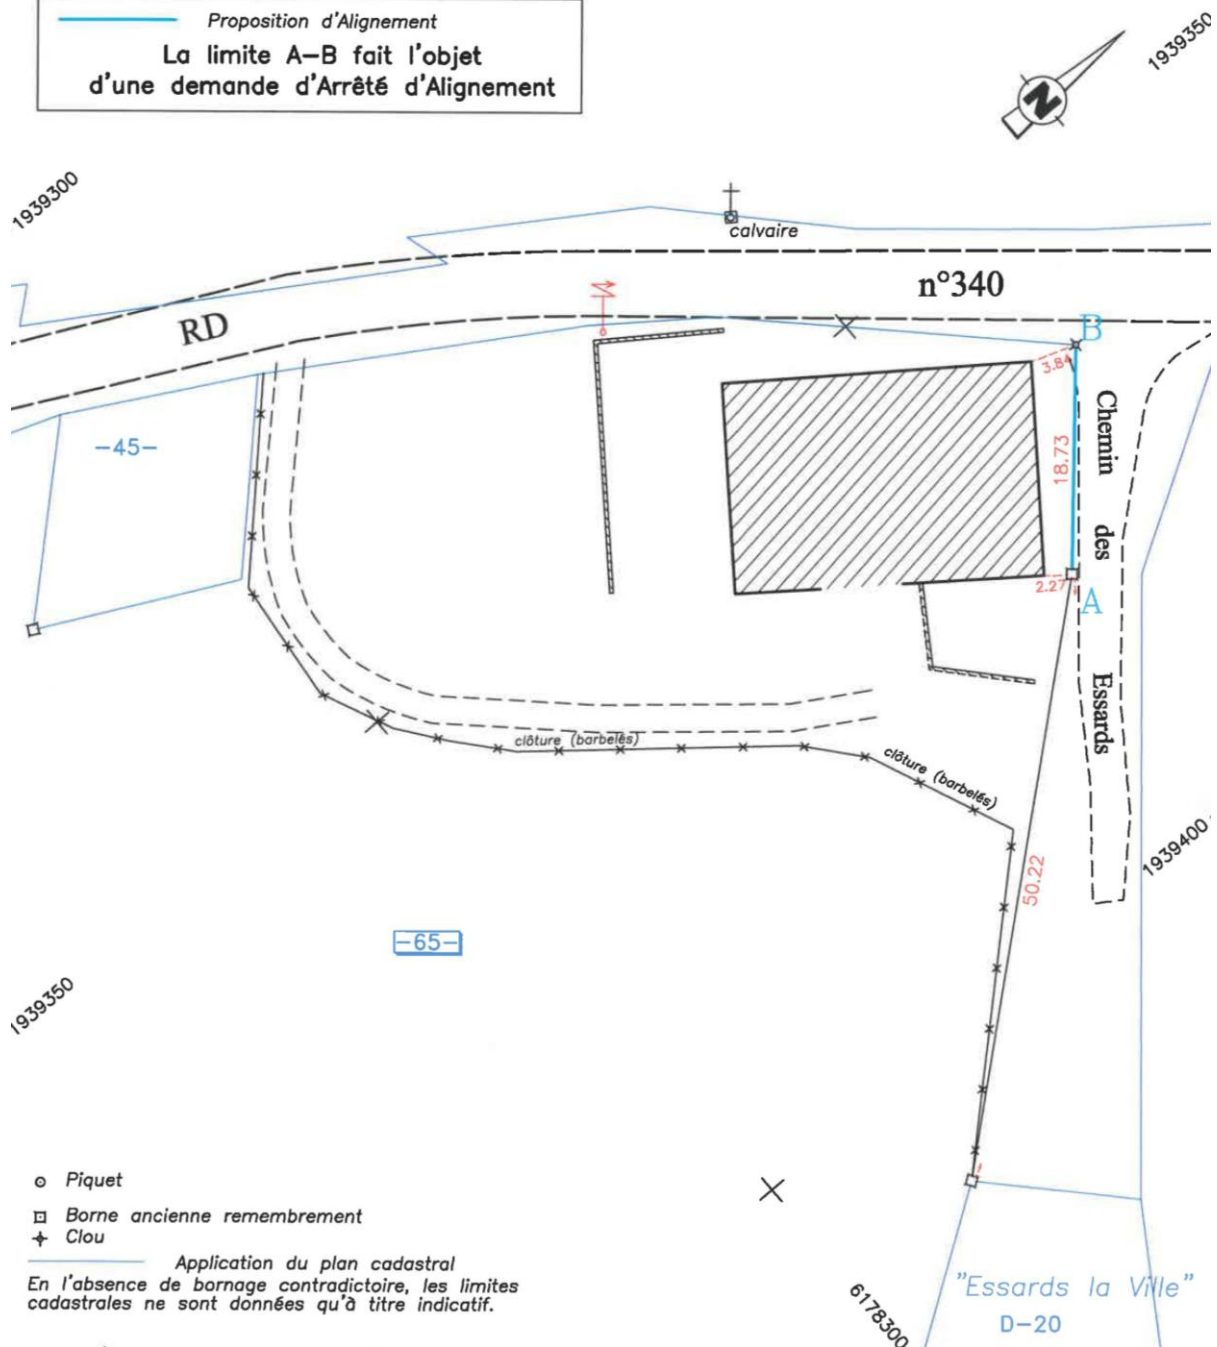 Proposition d'Alignement
La limite A-B fait l'objet
d'une demande d'Arrêté d'Alignement
N
1939350
1939300
calvaire
n°340
RD
B
3.84
Chemin
des
Essards
18.73
-45-
2.27
A
clôture (barbelés)
clôture (barbelés)
1939400
50.22
-65-
1939350
Piquet
Borne ancienne remembrement
Clou
Application du plan cadastral
En l'absence de bornage contradictoire, les limites
cadastrales ne sont données qu'à titre indicatif.
6178300
"Essards la Ville"
D-20